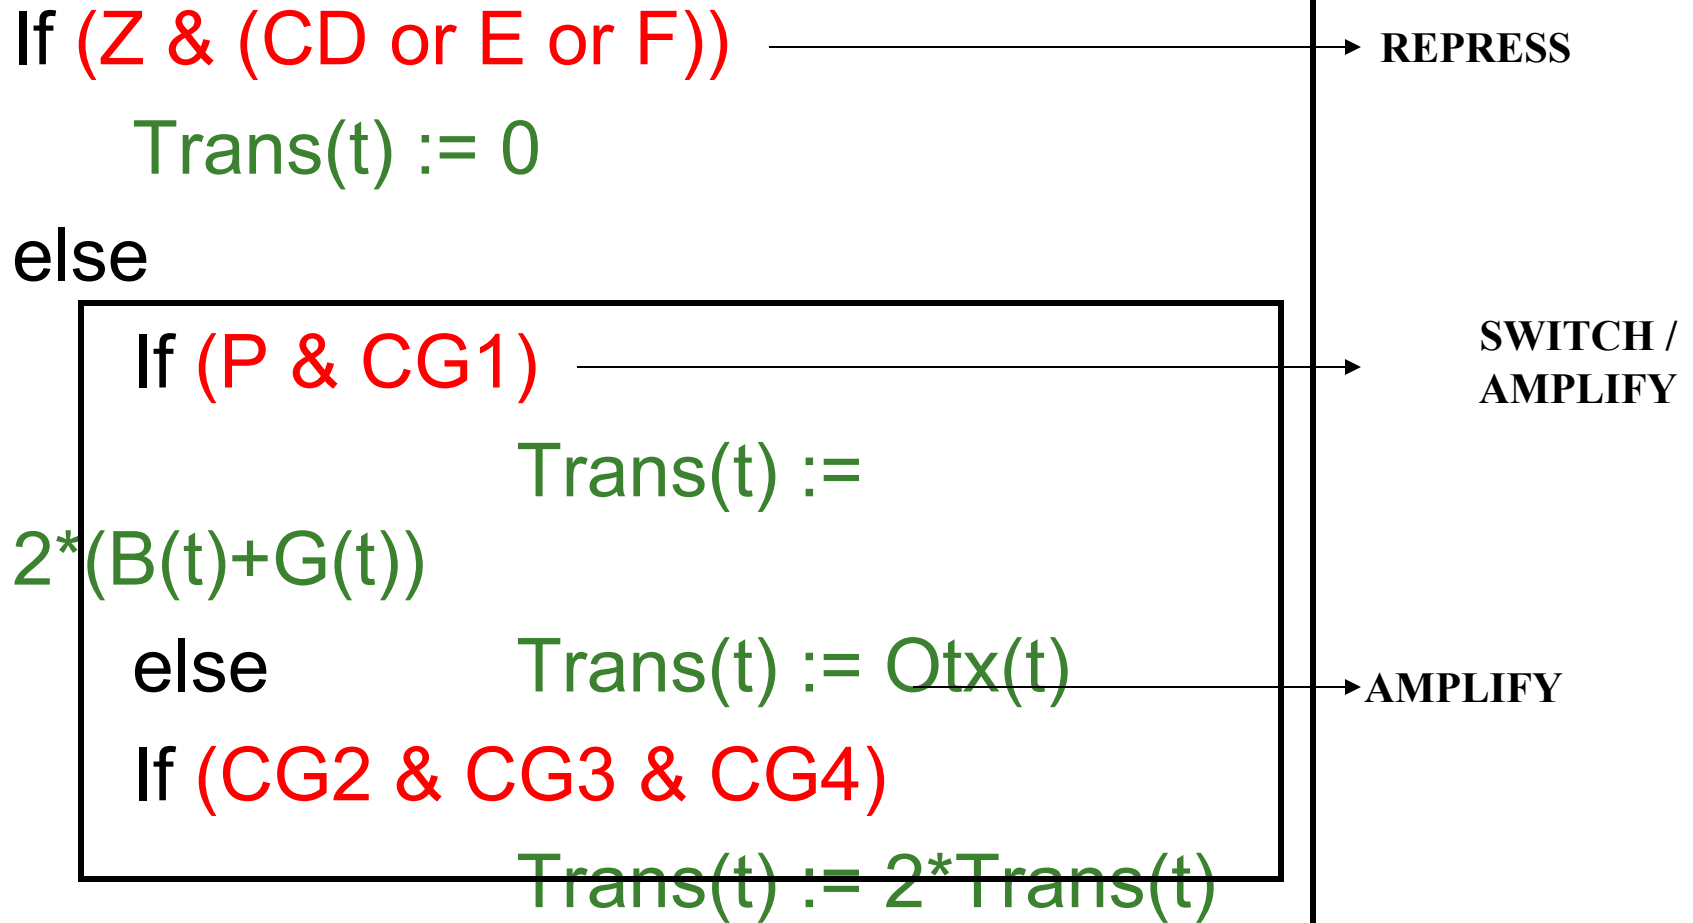 If (Z & (CD or E or F))
REPRESS
Trans(t) := 0
else
If (P & CG1)
SWITCH /
AMPLIFY
Trans(t) :=
2*(B(t)+G(t))
else Trans(t) := Otx(t)
AMPLIFY
If (CG2 & CG3 & CG4)
Trans(t) := 2*Trans(t)